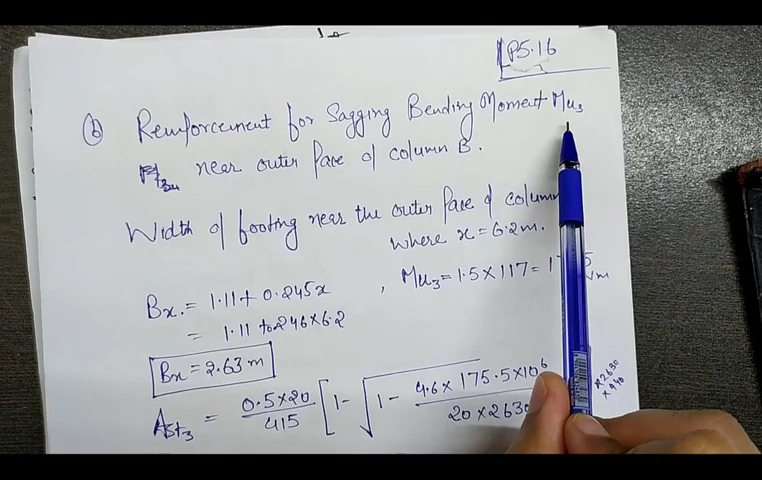 P5.16
(b) Reinforcement for Sagging Bending Moment Mu3
near outer face of column B.
Width of footing near the outer face of column
where x = 6.2m.
Bx = 1.11 + 0.245x , Mu3 = 1.5 × 117 = 17 5
= 1.11 + 0.246 × 6.2
Bx = 2.63 m
Ast3 = 0.5×20 / 415 [ 1 - √ 1 - 4.6 × 175.5×10^6 / 20 × 2630
×2630